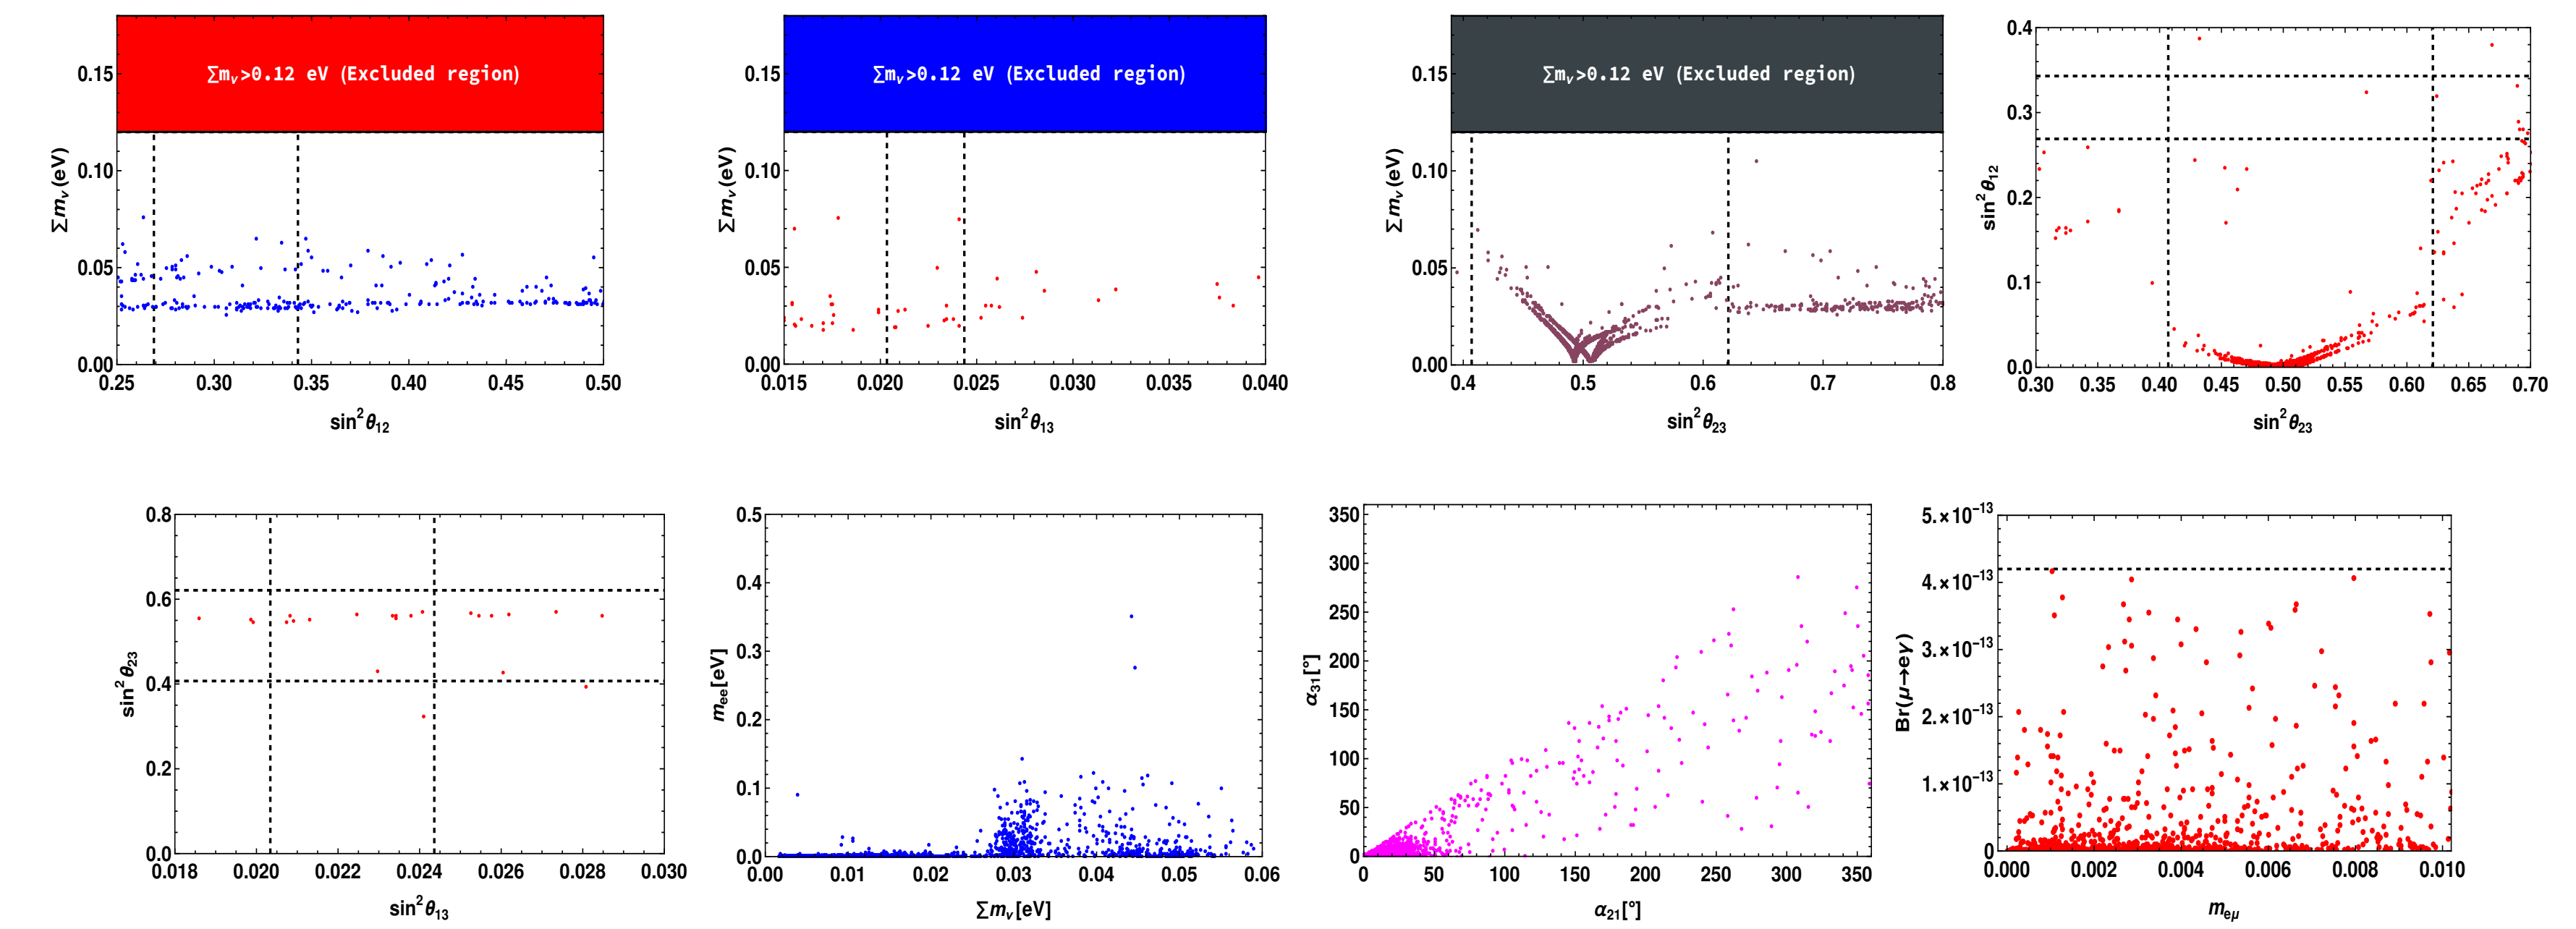 ∑mν>0.12 eV (Excluded region)
0.15
0.10
0.05
0.00
∑mν(eV)
0.25 0.30 0.35 0.40 0.45 0.50
sin²θ₁₂
∑mν>0.12 eV (Excluded region)
0.15
0.10
0.05
0.00
∑mν(eV)
0.015 0.020 0.025 0.030 0.035 0.040
sin²θ₁₃
∑mν>0.12 eV (Excluded region)
0.15
0.10
0.05
0.00
∑mν(eV)
0.4 0.5 0.6 0.7 0.8
sin²θ₂₃
0.4
0.3
0.2
0.1
0.0
sin²θ₁₂
0.30 0.35 0.40 0.45 0.50 0.55 0.60 0.65 0.70
sin²θ₂₃
0.8
0.6
0.4
0.2
0.0
sin²θ₂₃
0.018 0.020 0.022 0.024 0.026 0.028 0.030
sin²θ₁₃
0.5
0.4
0.3
0.2
0.1
0.0
mₑₑ[eV]
0.00 0.01 0.02 0.03 0.04 0.05 0.06
∑mν[eV]
350
300
250
200
150
100
50
0
α₃₁[°]
0 50 100 150 200 250 300 350
α₂₁[°]
5.×10⁻¹³
4.×10⁻¹³
3.×10⁻¹³
2.×10⁻¹³
1.×10⁻¹³
0
Br(μ→eγ)
0.000 0.002 0.004 0.006 0.008 0.010
mₑμ